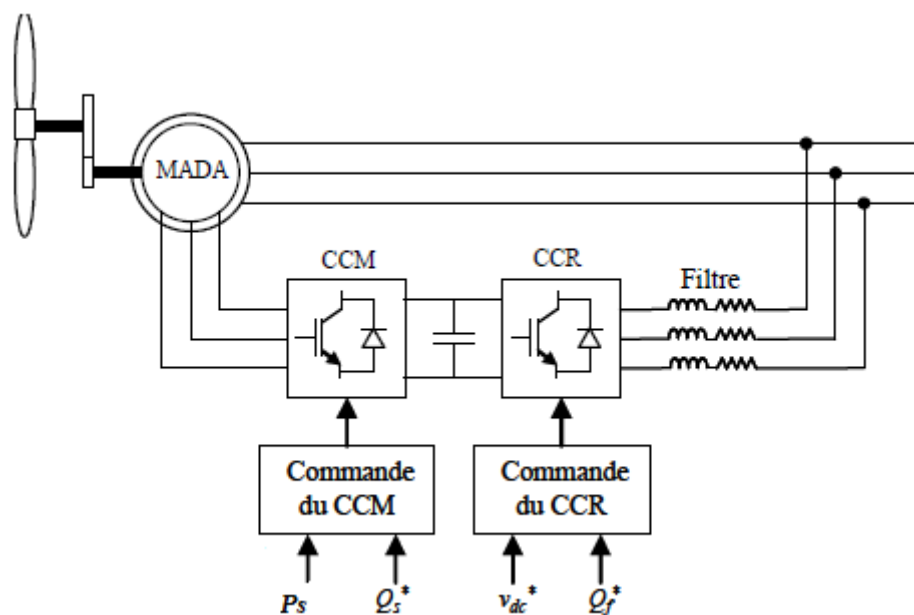 MADA
CCM
CCR
Filtre
Commande
du CCM
Commande
du CCR
Ps
Qs*
vdc*
Qf*